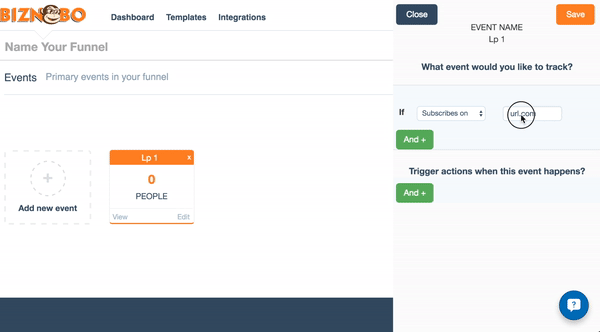 BIZNOBO
Dashboard
Templates
Integrations
Close
Save
EVENT NAME
Lp 1
Name Your Funnel
What event would you like to track?
Events
Primary events in your funnel
If
Subscribes on
url.com
And +
Lp 1
x
0
PEOPLE
View
Edit
Add new event
Trigger actions when this event happens?
And +
?